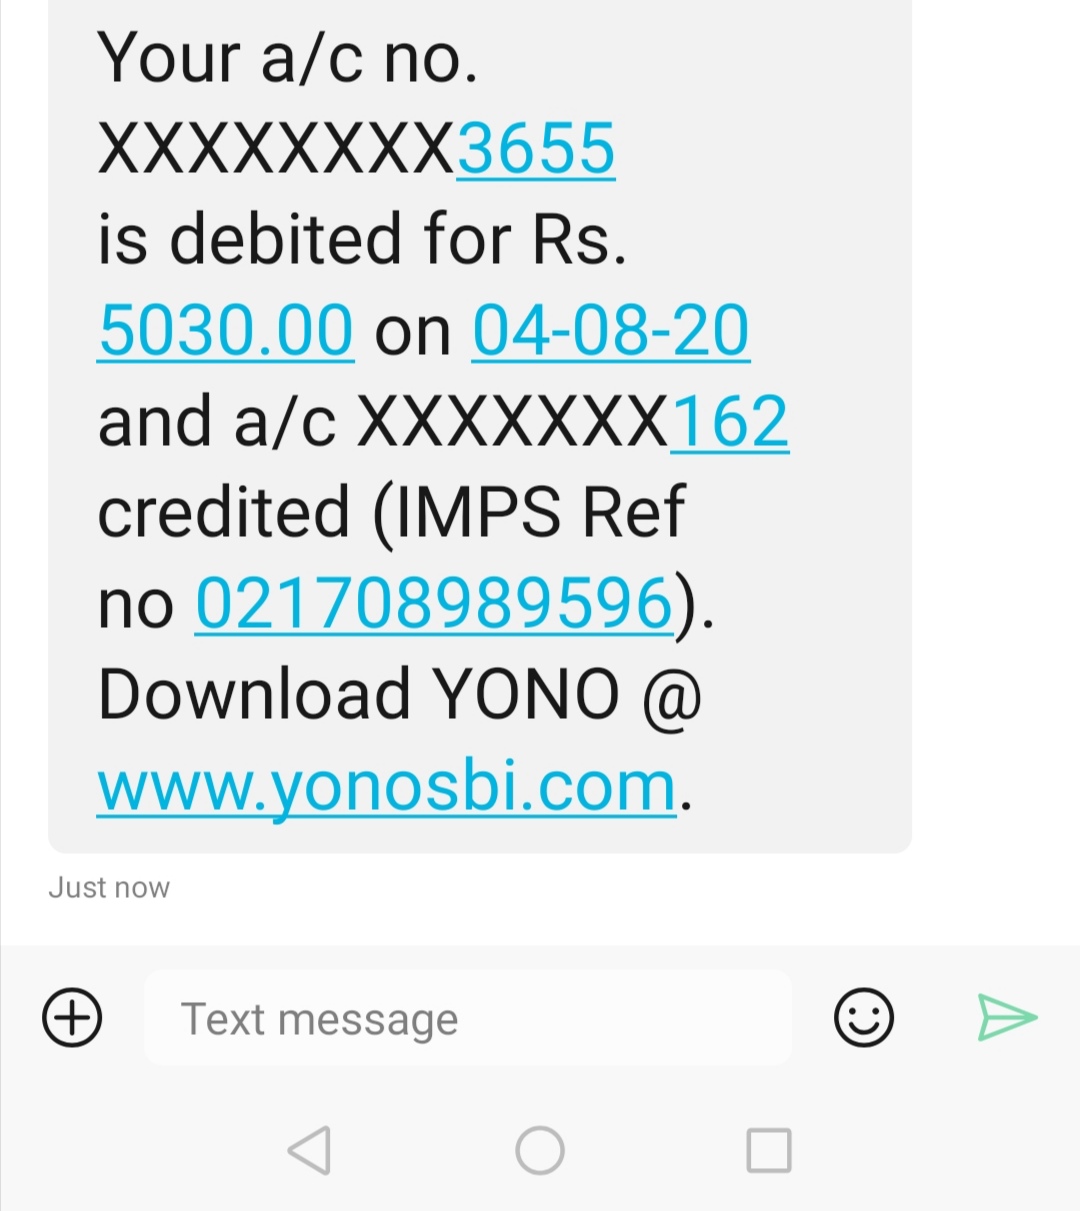 Your a/c no.
XXXXXXXX3655
is debited for Rs.
5030.00 on 04-08-20
and a/c XXXXXXX162
credited (IMPS Ref
no 021708989596).
Download YONO @
www.yonosbi.com.
Just now
Text message